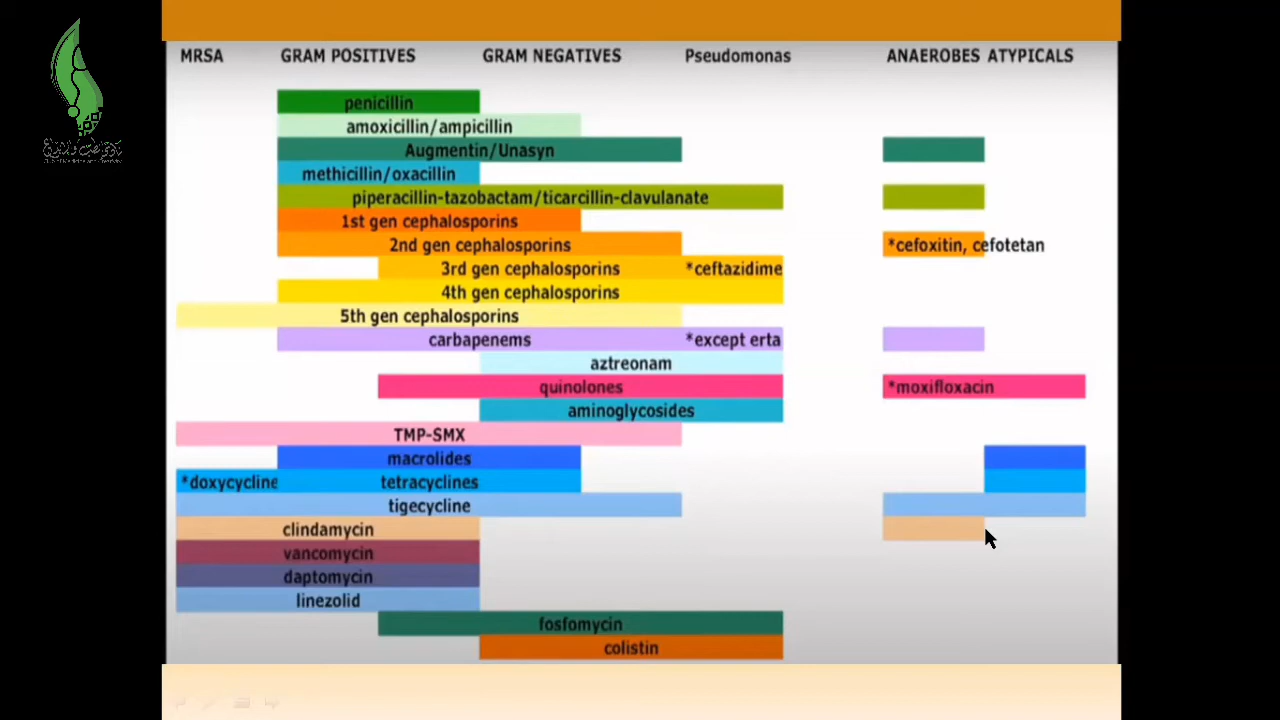 MRSA GRAM POSITIVES GRAM NEGATIVES Pseudomonas ANAEROBES ATYPICALS
penicillin
amoxicillin/ampicillin
Augmentin/Unasyn
methicillin/oxacillin
piperacillin-tazobactam/ticarcillin-clavulanate
1st gen cephalosporins
2nd gen cephalosporins *cefoxitin, cefotetan
3rd gen cephalosporins *ceftazidime
4th gen cephalosporins
5th gen cephalosporins
carbapenems *except erta
aztreonam
quinolones *moxifloxacin
aminoglycosides
TMP-SMX
macrolides
*doxycycline tetracyclines
tigecycline
clindamycin
vancomycin
daptomycin
linezolid
fosfomycin
colistin